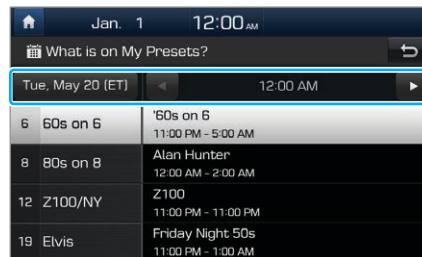 Jan. 1 12:00 AM
What is on My Presets?
Tue, May 20 (ET) 12:00 AM
6 60s on 6 '60s on 6
11:00 PM - 5:00 AM
8 80s on 8 Alan Hunter
12:00 AM - 2:00 AM
12 Z100/NY Z100
11:00 PM - 11:00 PM
19 Elvis Friday Night 50s
11:00 PM - 1:00 AM